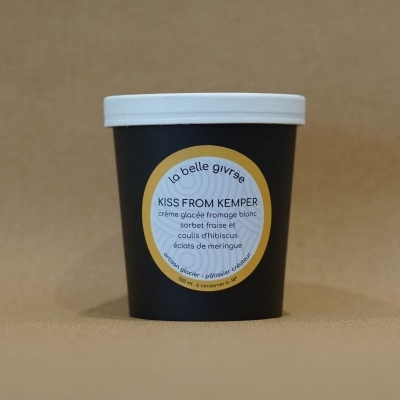 la belle givrée
KISS FROM KEMPER
crème glacée fromage blanc
sorbet fraise et
coulis d'hibiscus
éclats de meringue
artisan glacier - pâtissier créateur
à conserver à -18°